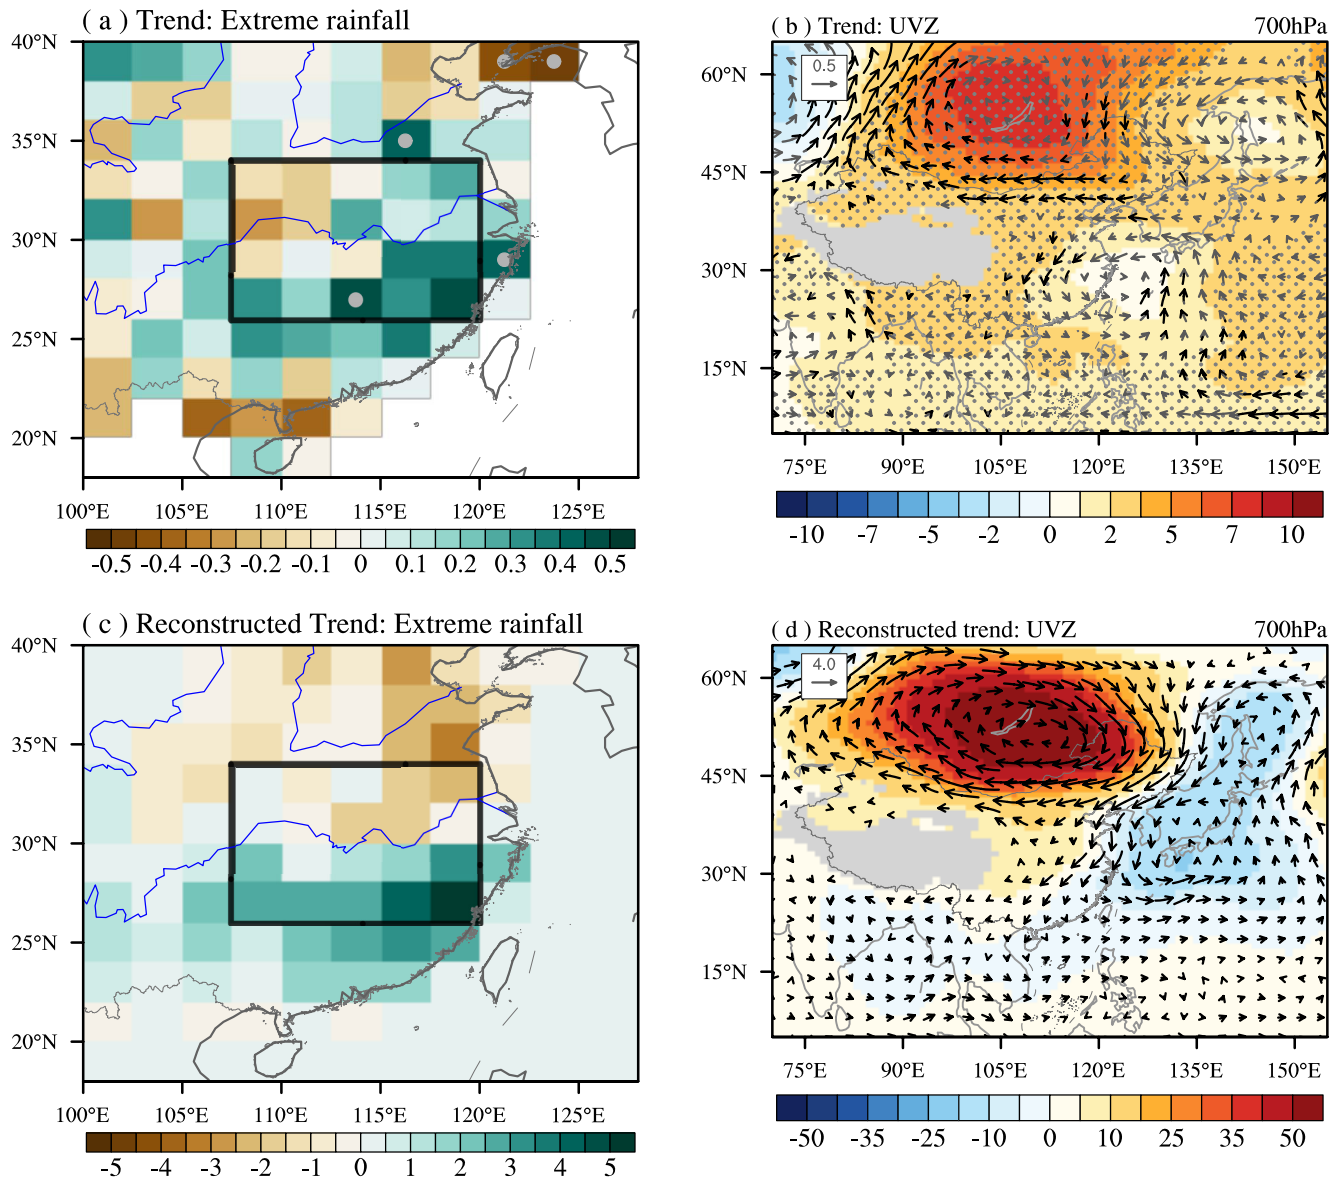 ( a ) Trend: Extreme rainfall
40°N
35°N
30°N
25°N
20°N
100°E 105°E 110°E 115°E 120°E 125°E
-0.5 -0.4 -0.3 -0.2 -0.1 0 0.1 0.2 0.3 0.4 0.5
( b ) Trend: UVZ 700hPa
0.5
60°N
45°N
30°N
15°N
75°E 90°E 105°E 120°E 135°E 150°E
-10 -7 -5 -2 0 2 5 7 10
( c ) Reconstructed Trend: Extreme rainfall
40°N
35°N
30°N
25°N
20°N
100°E 105°E 110°E 115°E 120°E 125°E
-5 -4 -3 -2 -1 0 1 2 3 4 5
( d ) Reconstructed trend: UVZ 700hPa
4.0
60°N
45°N
30°N
15°N
75°E 90°E 105°E 120°E 135°E 150°E
-50 -35 -25 -10 0 10 25 35 50